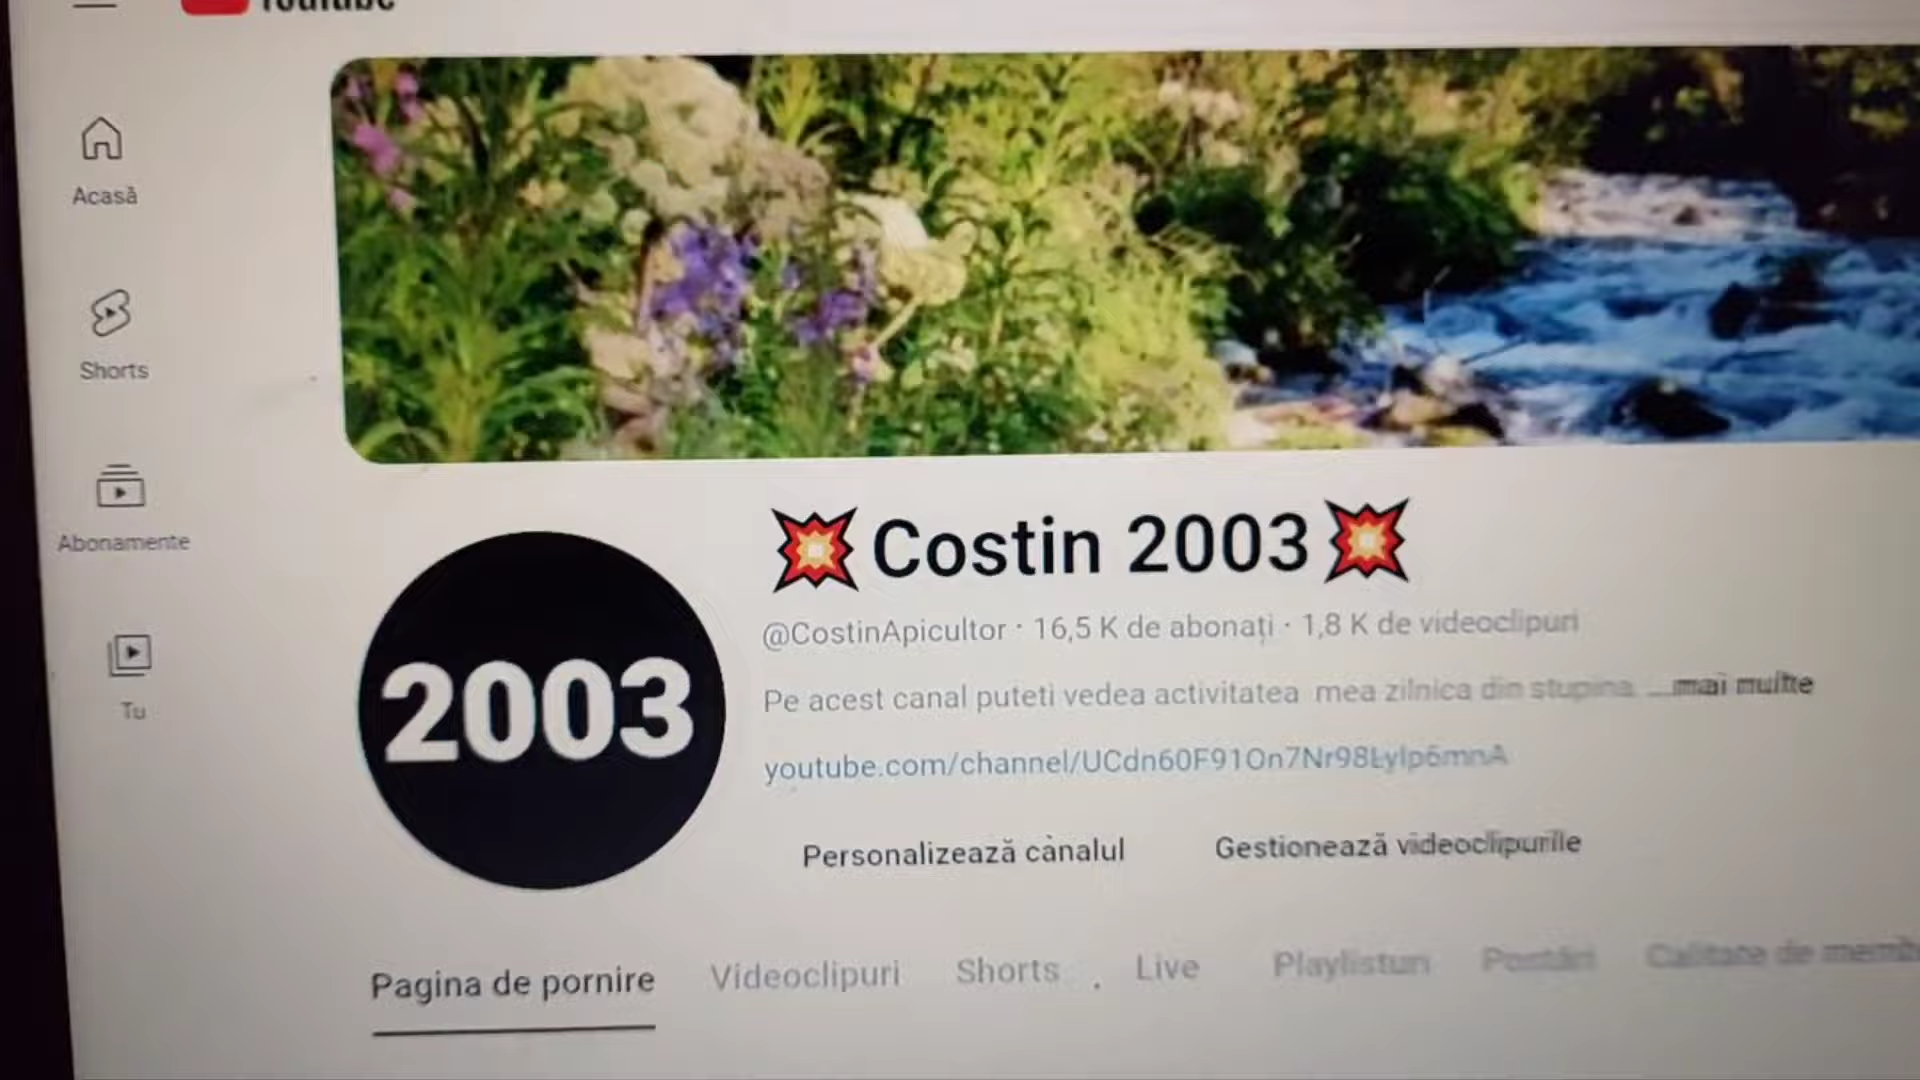 YouTube
Acasă
Shorts
Abonamente
Tu
2003
💥Costin 2003💥
@CostinApicultor · 16,5 K de abonați · 1,8 K de videoclipuri
Pe acest canal puteti vedea activitatea mea zilnica din stupina ...mai multe
youtube.com/channel/UCdn60F91On7Nr98Lylp6mnA
Personalizează canalul Gestionează videoclipurile
Pagina de pornire Videoclipuri Shorts Live Playlisturi Postări Calitate de